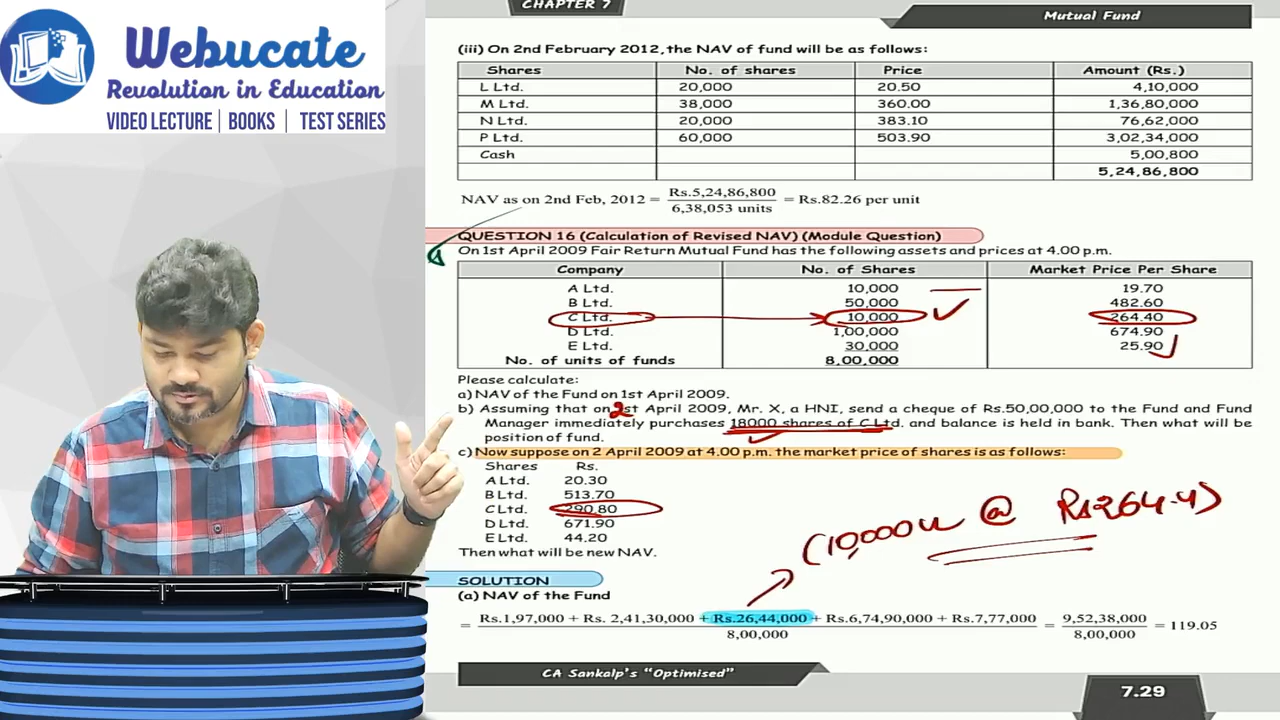 CHAPTER 7
Mutual Fund
Webucate
Revolution in Education
VIDEO LECTURE | BOOKS | TEST SERIES
(iii) On 2nd February 2012, the NAV of fund will be as follows:
Shares No. of shares Price Amount (Rs.)
L Ltd. 20,000 20.50 4,10,000
M Ltd. 38,000 360.00 1,36,80,000
N Ltd. 20,000 383.10 76,62,000
P Ltd. 60,000 503.90 3,02,34,000
Cash 5,00,800
5,24,86,800
NAV as on 2nd Feb, 2012 = Rs.5,24,86,800 / 6,38,053 units = Rs.82.26 per unit
QUESTION 16 (Calculation of Revised NAV) (Module Question)
On 1st April 2009 Fair Return Mutual Fund has the following assets and prices at 4.00 p.m.
Company No. of Shares Market Price Per Share
A Ltd. 10,000 19.70
B Ltd. 50,000 482.60
C Ltd. 10,000 264.40
D Ltd. 1,00,000 674.90
E Ltd. 30,000 25.90
No. of units of funds 8,00,000
Please calculate:
a) NAV of the Fund on 1st April 2009.
b) Assuming that on 2st April 2009, Mr. X, a HNI, send a cheque of Rs.50,00,000 to the Fund and Fund
Manager immediately purchases 18000 shares of C Ltd. and balance is held in bank. Then what will be
position of fund.
c) Now suppose on 2 April 2009 at 4.00 p.m. the market price of shares is as follows:
Shares Rs.
A Ltd. 20.30
B Ltd. 513.70
C Ltd. 290.80
D Ltd. 671.90
E Ltd. 44.20
Then what will be new NAV.
(10,000 @ Rs264.4)
SOLUTION
(a) NAV of the Fund
= Rs.1,97,000 + Rs. 2,41,30,000 + Rs.26,44,000 + Rs.6,74,90,000 + Rs.7,77,000 / 8,00,000 = 9,52,38,000 / 8,00,000 = 119.05
CA Sankalp's "Optimised"
7.29